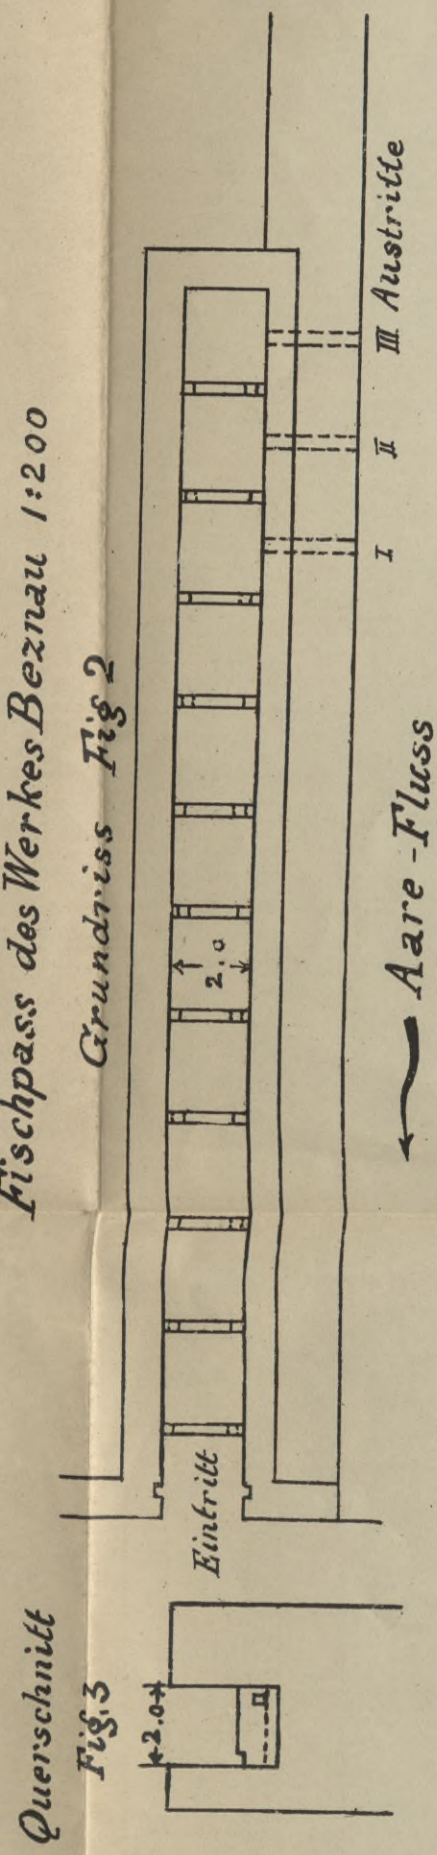 Fischpass des Werkes Beznau 1:200
Querschnitt
Fig. 3
Grundriss Fig 2
2.0
2.0
Eintritt
I II III Austritte
Aare-Fluss